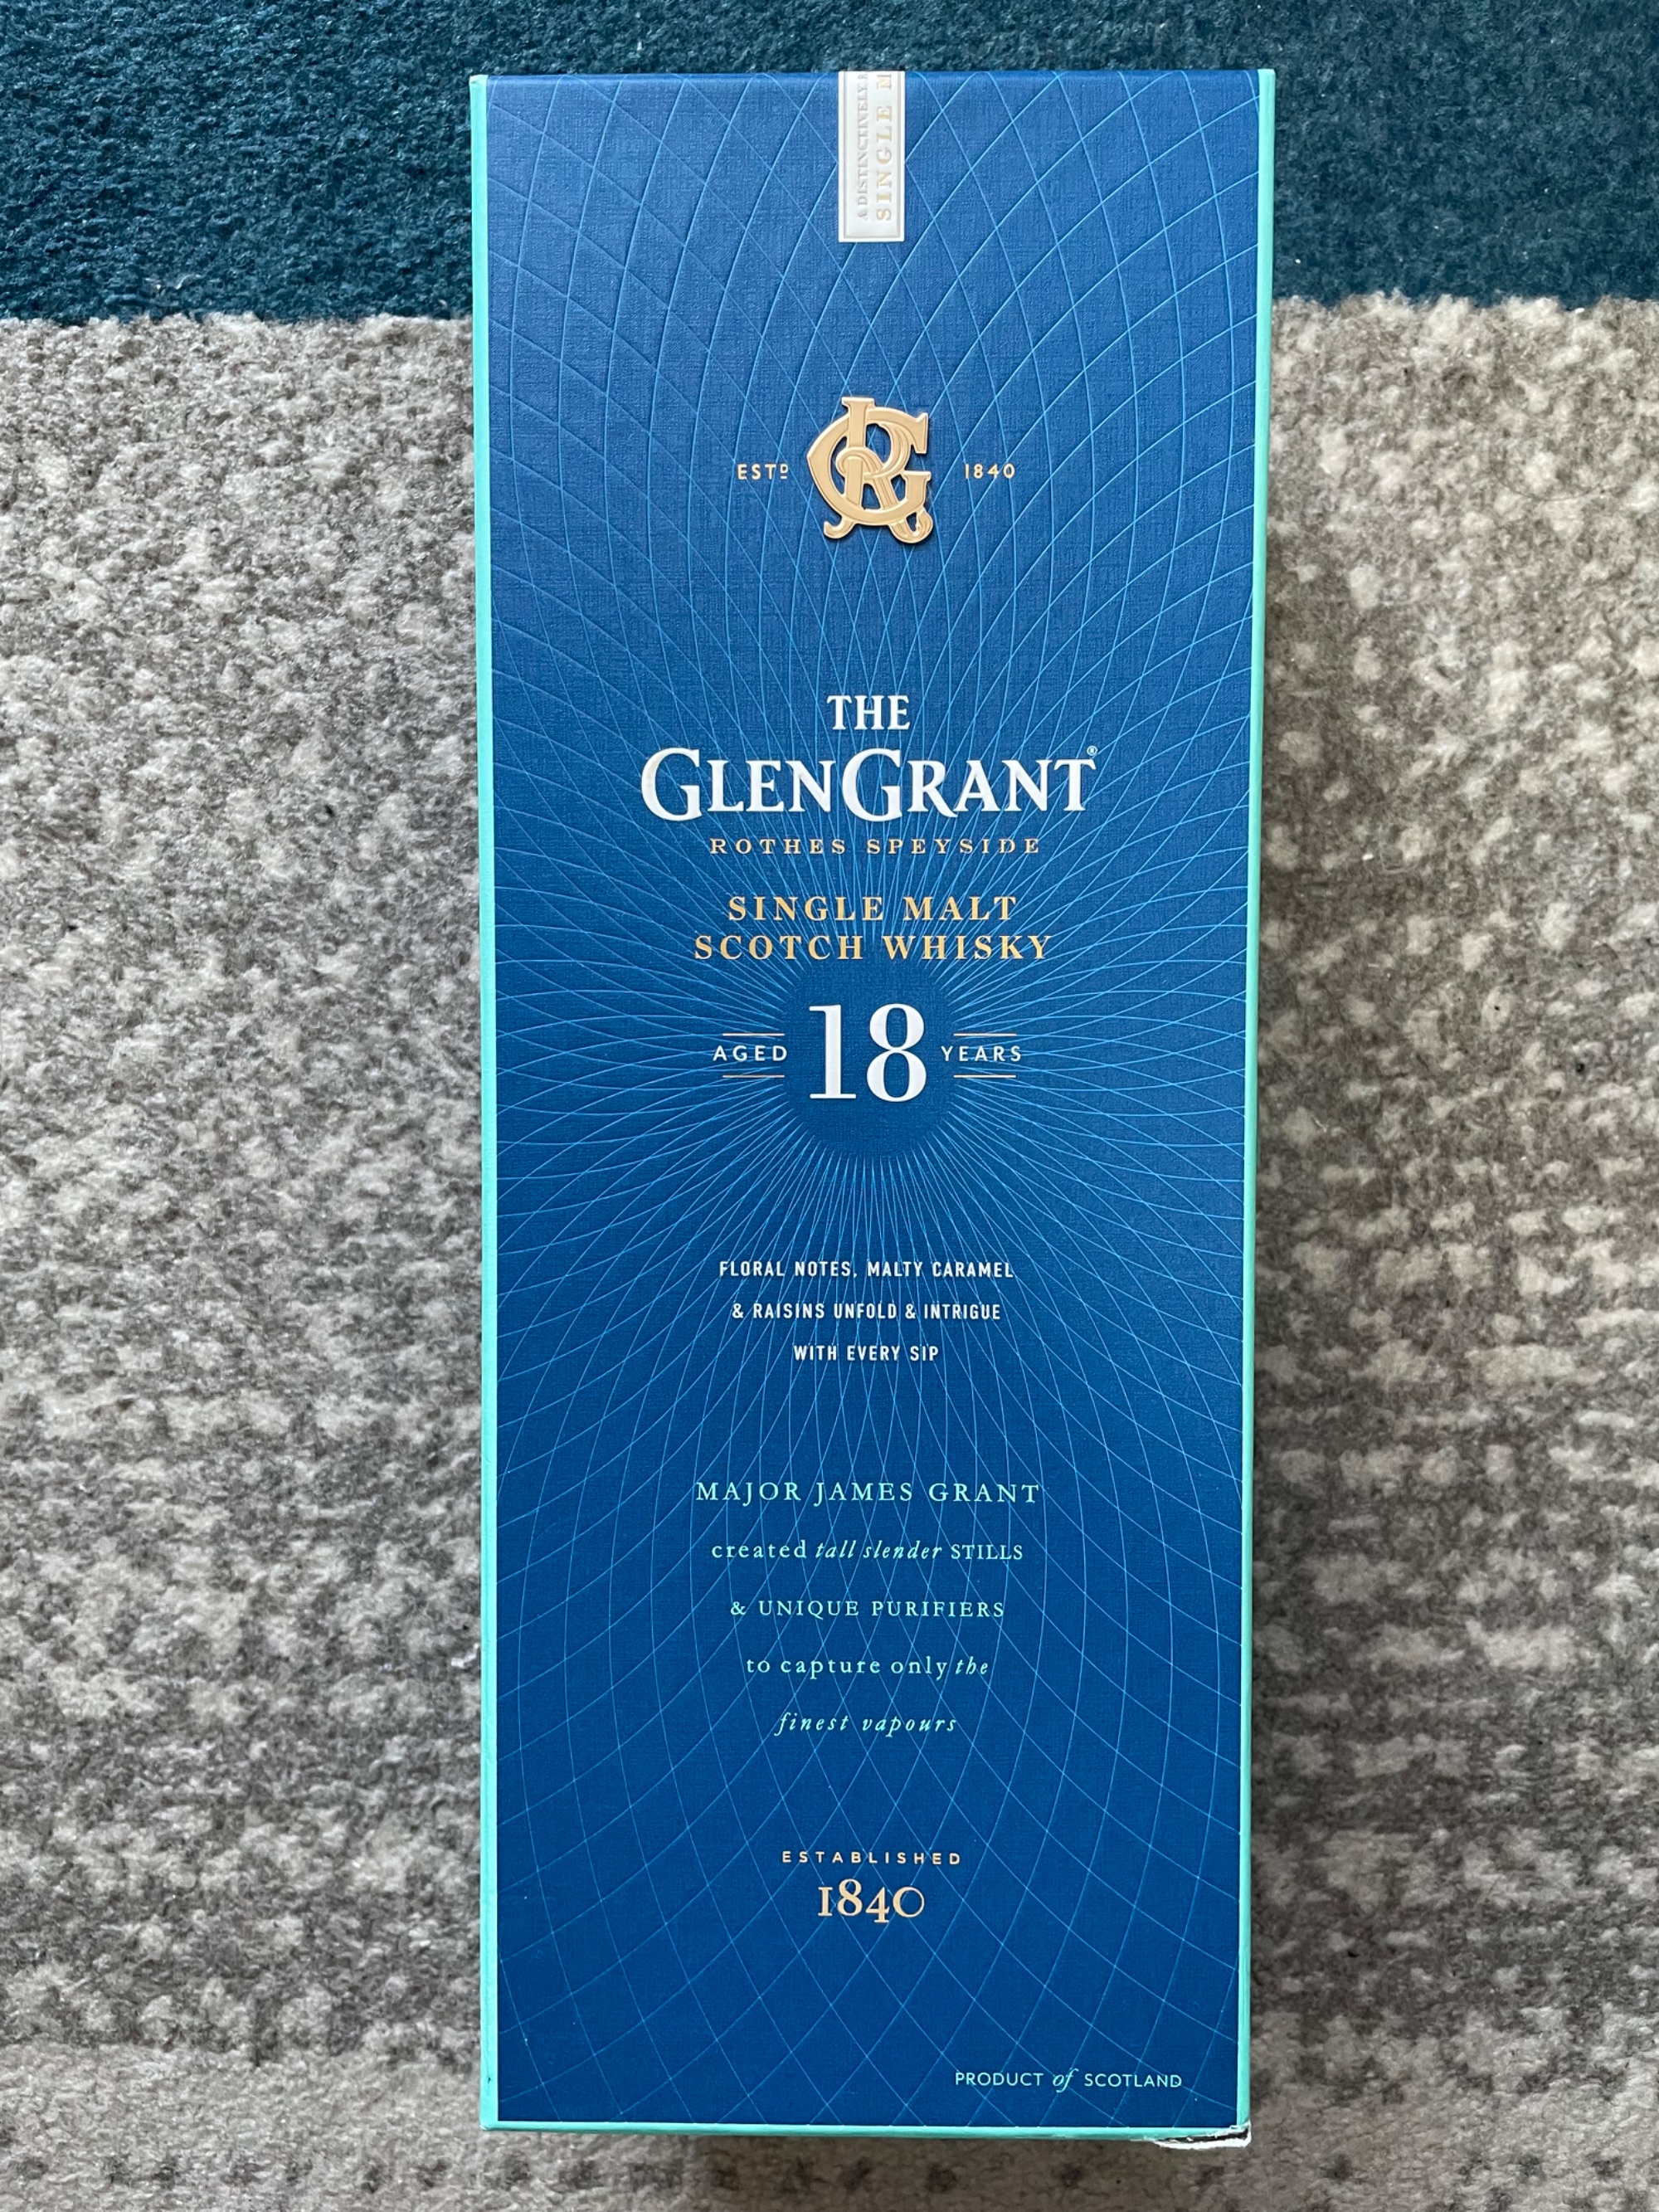 A DISTINCTIVELY
SINGLE
ESTD 1840
THE
GLENGRANT®
ROTHES SPEYSIDE
SINGLE MALT
SCOTCH WHISKY
AGED 18 YEARS
FLORAL NOTES, MALTY CARAMEL
& RAISINS UNFOLD & INTRIGUE
WITH EVERY SIP
MAJOR JAMES GRANT
created tall slender STILLS
& UNIQUE PURIFIERS
to capture only the
finest vapours
ESTABLISHED
1840
PRODUCT of SCOTLAND